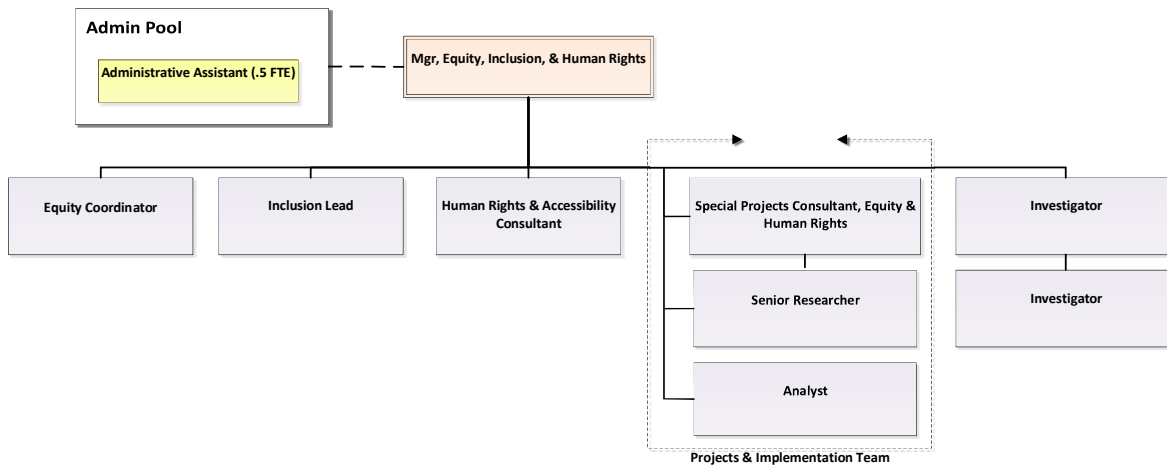 Admin Pool
Administrative Assistant (.5 FTE)
Mgr, Equity, Inclusion, & Human Rights
Equity Coordinator
Inclusion Lead
Human Rights & Accessibility
Consultant
Special Projects Consultant, Equity &
Human Rights
Investigator
Senior Researcher
Investigator
Analyst
Projects & Implementation Team